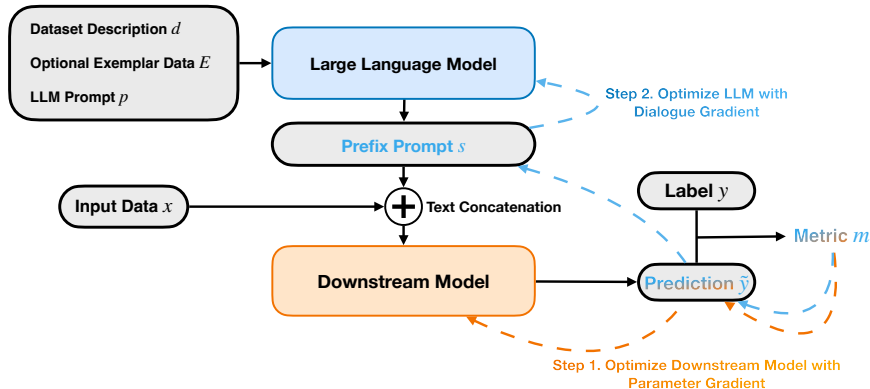 Dataset Description d
Optional Exemplar Data E
LLM Prompt p
Large Language Model
Step 2. Optimize LLM with
Dialogue Gradient
Prefix Prompt s
Label y
Input Data x
Text Concatenation
Metric m
Downstream Model
Prediction ỹ
Step 1. Optimize Downstream Model with
Parameter Gradient